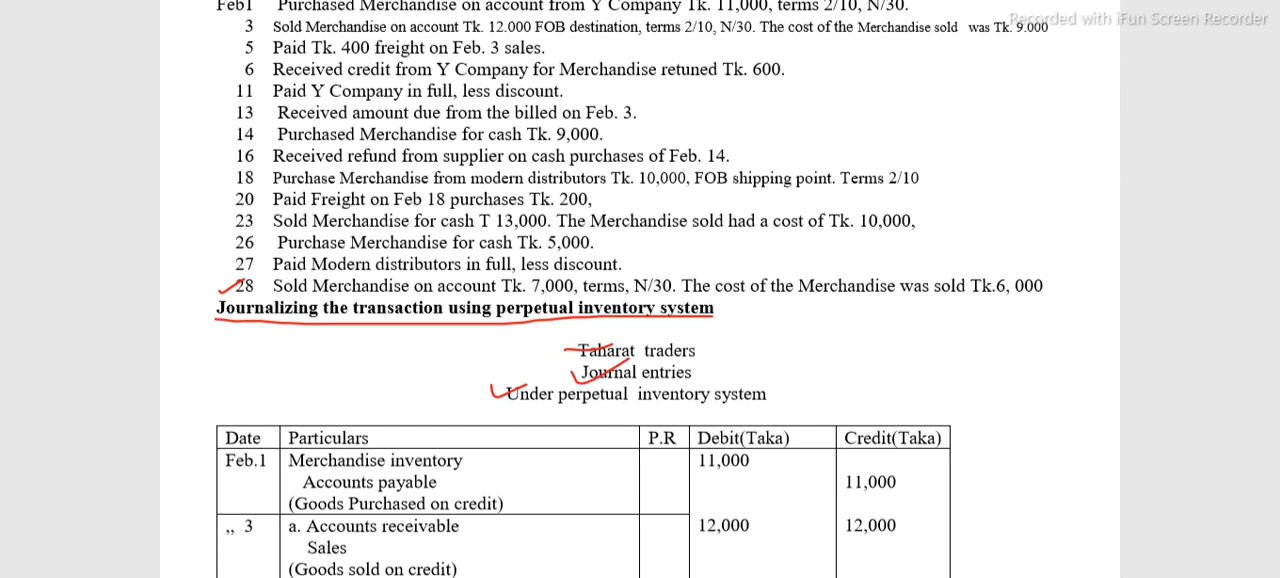 Feb1 Purchased Merchandise on account from Y Company Tk. 11,000, terms 2/10, N/30.
Recorded with iFun Screen Recorder
3 Sold Merchandise on account Tk. 12.000 FOB destination, terms 2/10, N/30. The cost of the Merchandise sold was Tk. 9.000
5 Paid Tk. 400 freight on Feb. 3 sales.
6 Received credit from Y Company for Merchandise retuned Tk. 600.
11 Paid Y Company in full, less discount.
13 Received amount due from the billed on Feb. 3.
14 Purchased Merchandise for cash Tk. 9,000.
16 Received refund from supplier on cash purchases of Feb. 14.
18 Purchase Merchandise from modern distributors Tk. 10,000, FOB shipping point. Terms 2/10
20 Paid Freight on Feb 18 purchases Tk. 200,
23 Sold Merchandise for cash T 13,000. The Merchandise sold had a cost of Tk. 10,000,
26 Purchase Merchandise for cash Tk. 5,000.
27 Paid Modern distributors in full, less discount.
28 Sold Merchandise on account Tk. 7,000, terms, N/30. The cost of the Merchandise was sold Tk.6, 000
Journalizing the transaction using perpetual inventory system
Taharat traders
Journal entries
Under perpetual inventory system
Date Particulars P.R Debit(Taka) Credit(Taka)
Feb.1 Merchandise inventory 11,000
Accounts payable 11,000
(Goods Purchased on credit)
,, 3 a. Accounts receivable 12,000 12,000
Sales
(Goods sold on credit)